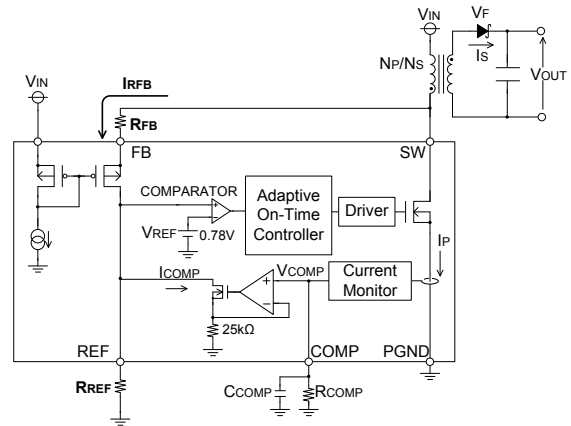 VIN
VF
IS
NP/NS
VOUT
VIN
IRFB
RFB
FB
SW
COMPARATOR
Adaptive
On-Time
Controller
Driver
VREF
0.78V
IP
ICOMP
VCOMP
Current
Monitor
25kΩ
REF
COMP
PGND
RREF
CCOMP
RCOMP